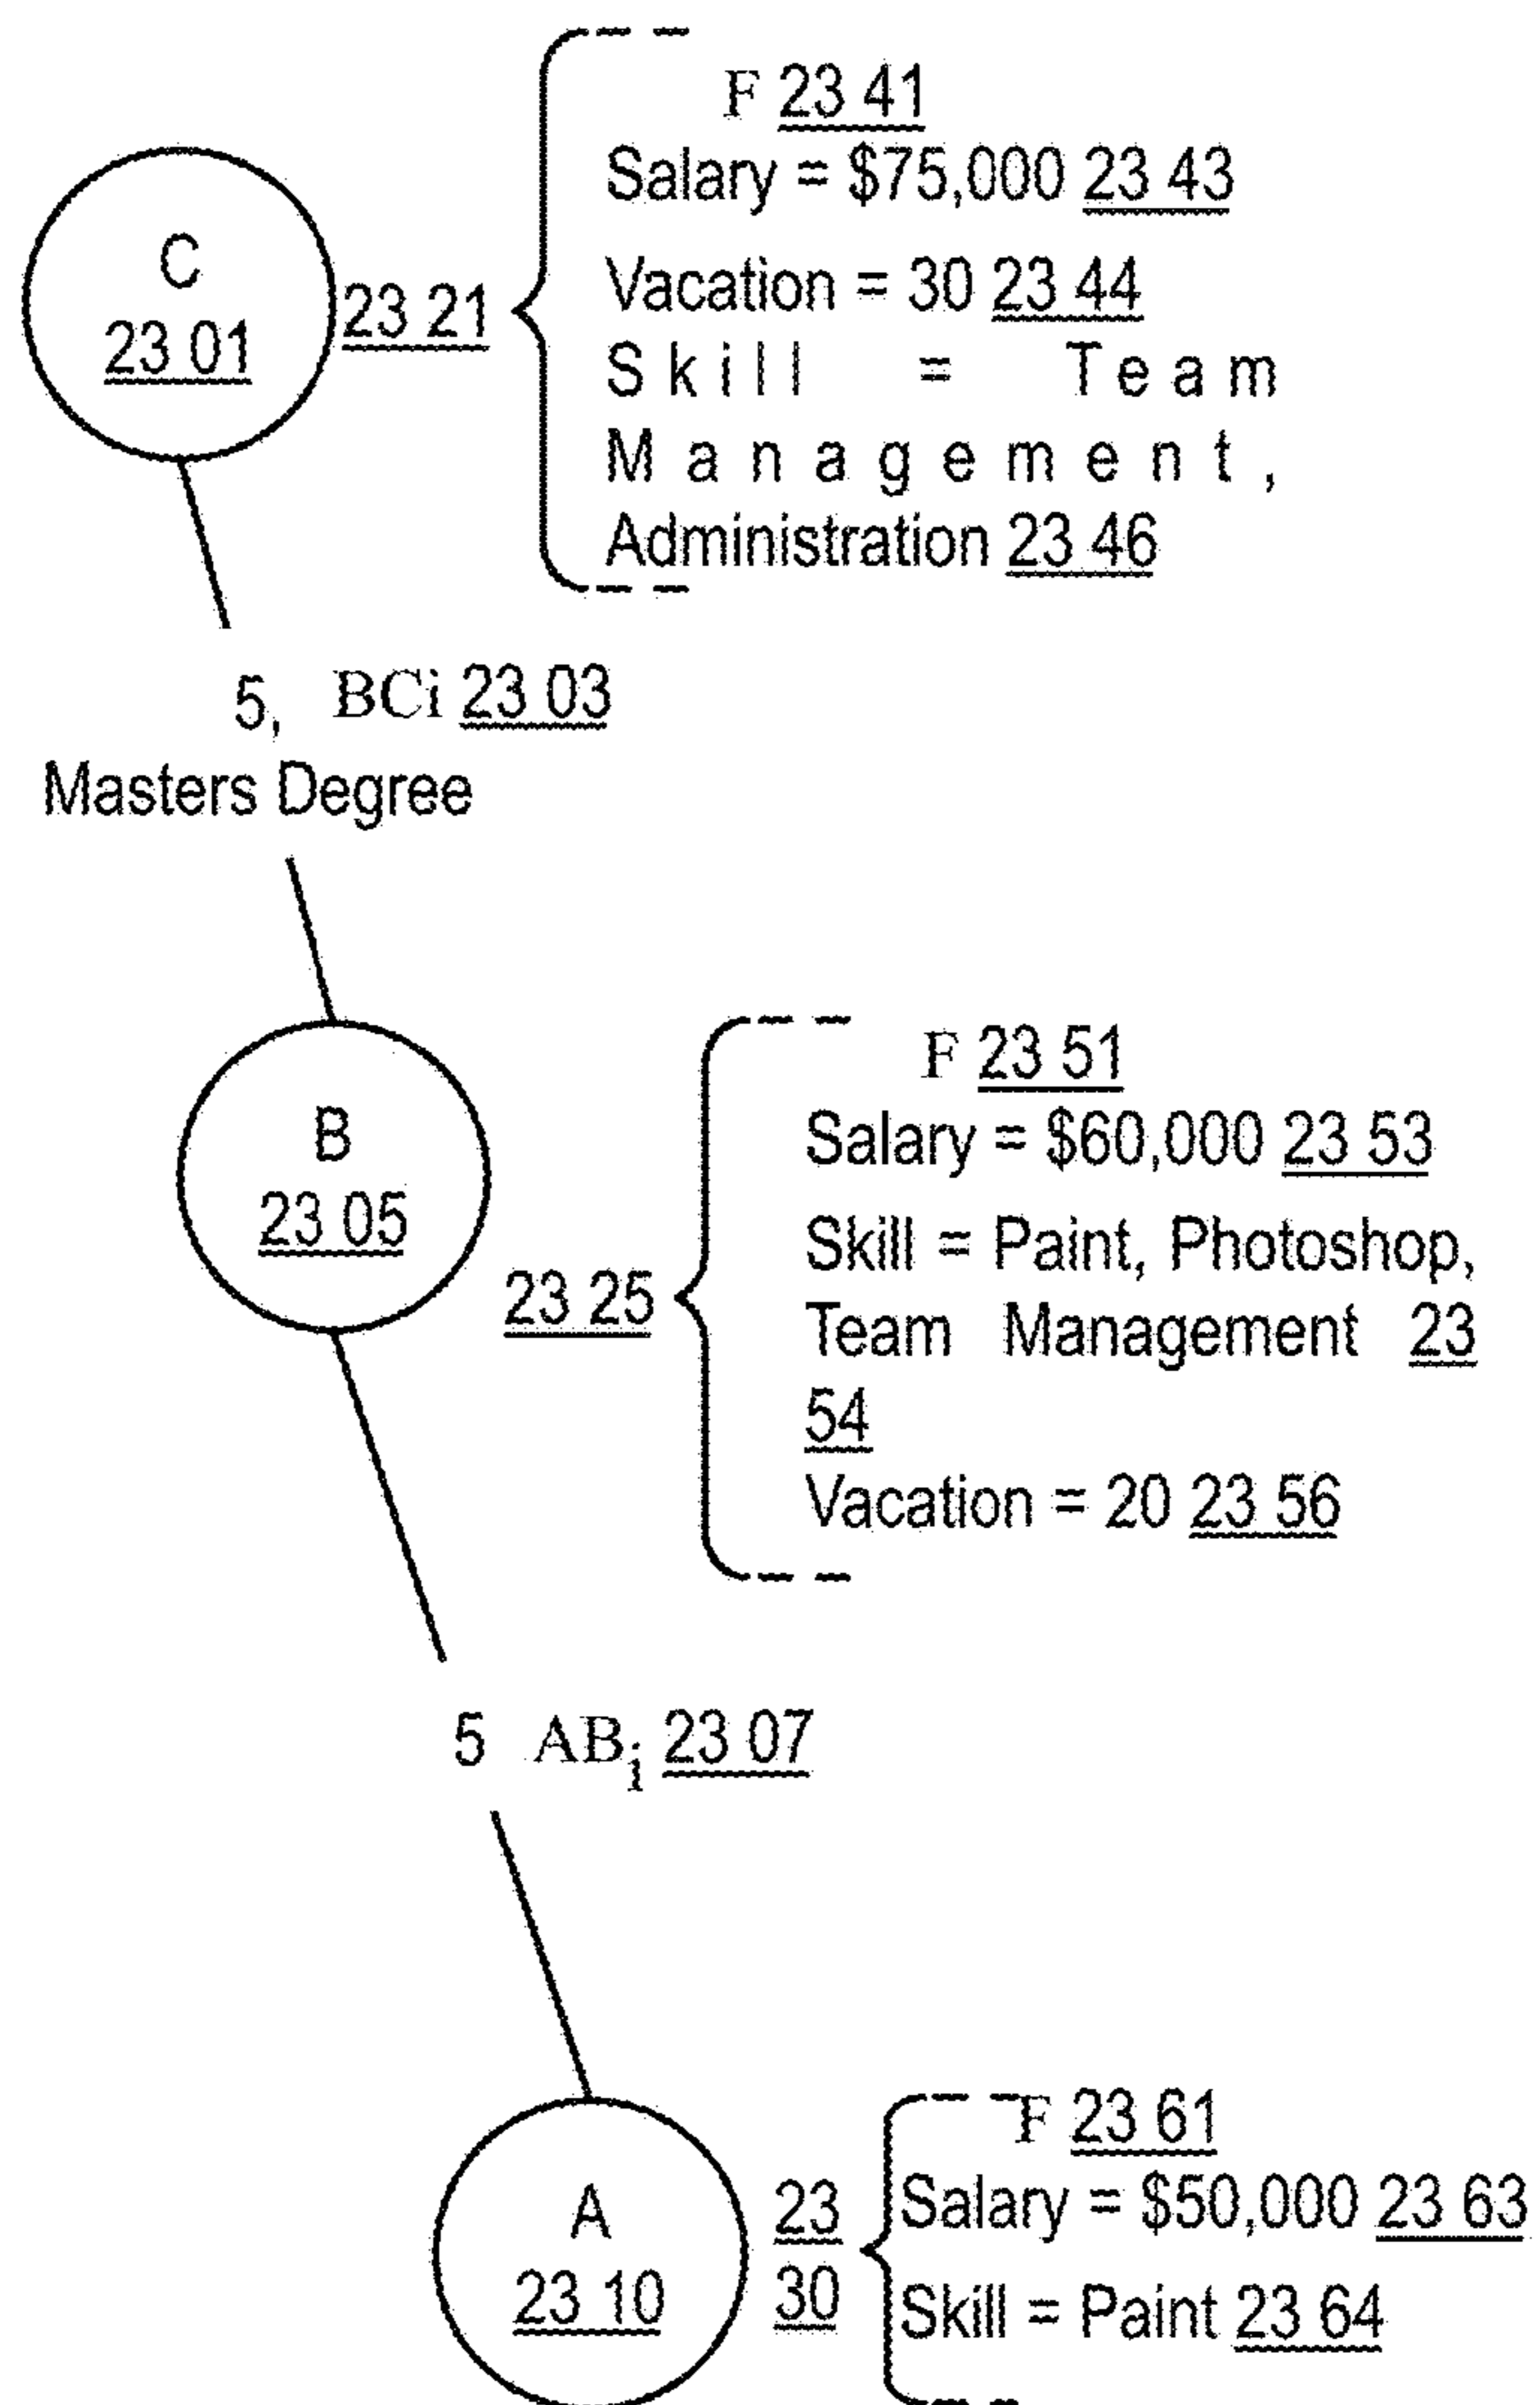 F 23 41
Salary = $75,000 23 43
C
23 01
23 21
Vacation = 30 23 44
Skill = Team
Management,
Administration 23 46
5, BCi 23 03
Masters Degree
F 23 51
B
23 05
23 25
Salary = $60,000 23 53
Skill = Paint, Photoshop,
Team Management 23
54
Vacation = 20 23 56
5 ABi 23 07
A
23 10
23
30
F 23 61
Salary = $50,000 23 63
Skill = Paint 23 64